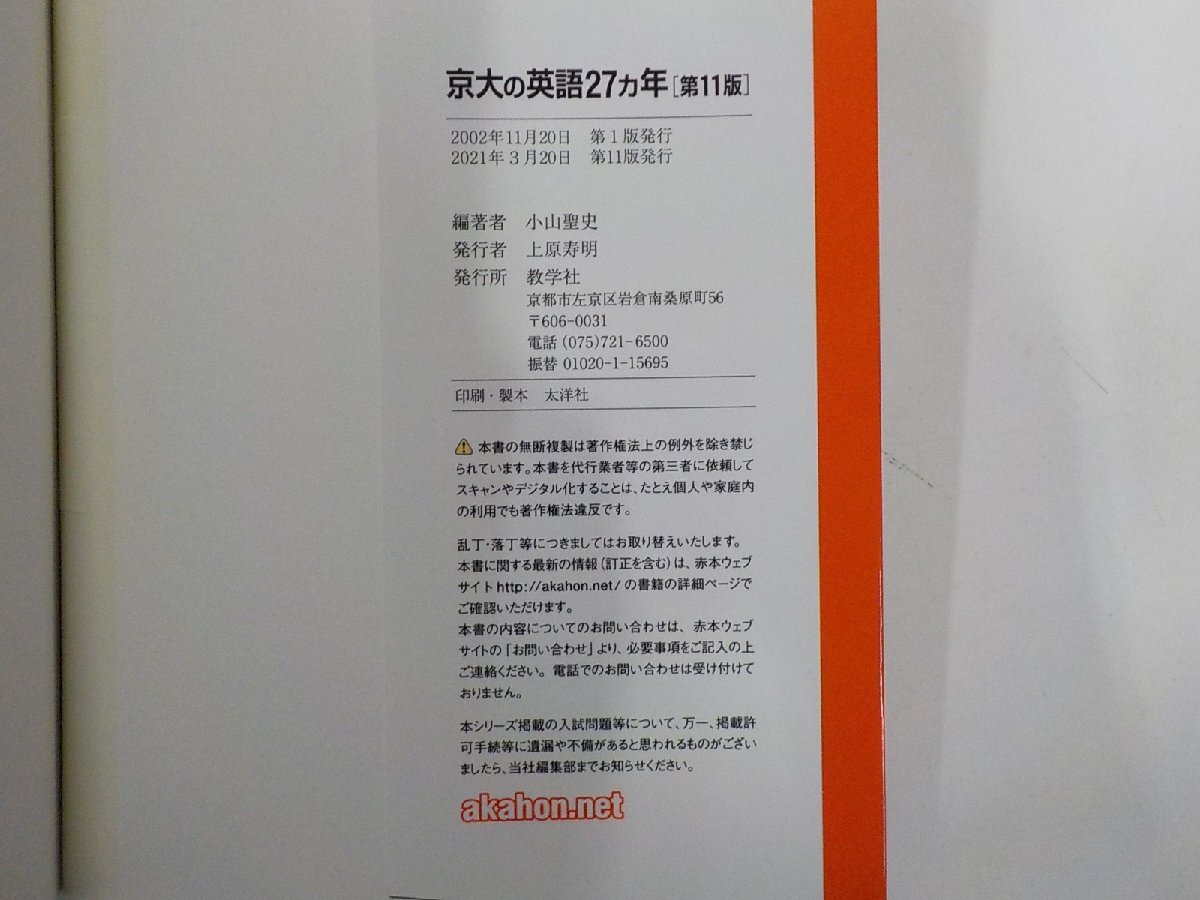 京大の英語27カ年[第11版]
2002年11月20日 第1版発行
2021年3月20日 第11版発行
編著者 小山聖史
発行者 上原寿明
発行所 教学社
京都市左京区岩倉南桑原町56
〒606-0031
電話(075)721-6500
振替 01020-1-15695
印刷・製本 太洋社
本書の無断複製は著作権法上の例外を除き禁じ
られています。本書を代行業者等の第三者に依頼して
スキャンやデジタル化することは、たとえ個人や家庭内
の利用でも著作権法違反です。
乱丁・落丁等につきましてはお取り替えいたします。
本書に関する最新の情報(訂正を含む)は、赤本ウェブ
サイトhttp://akahon.net/の書籍の詳細ページで
ご確認いただけます。
本書の内容についてのお問い合わせは、赤本ウェブ
サイトの「お問い合わせ」より、必要事項をご記入の上
ご連絡ください。電話でのお問い合わせは受け付けて
おりません。
本シリーズ掲載の入試問題等について、万一、掲載許
可手続等に遺漏や不備があると思われるものがござい
ましたら、当社編集部までお知らせください。
akahon.net